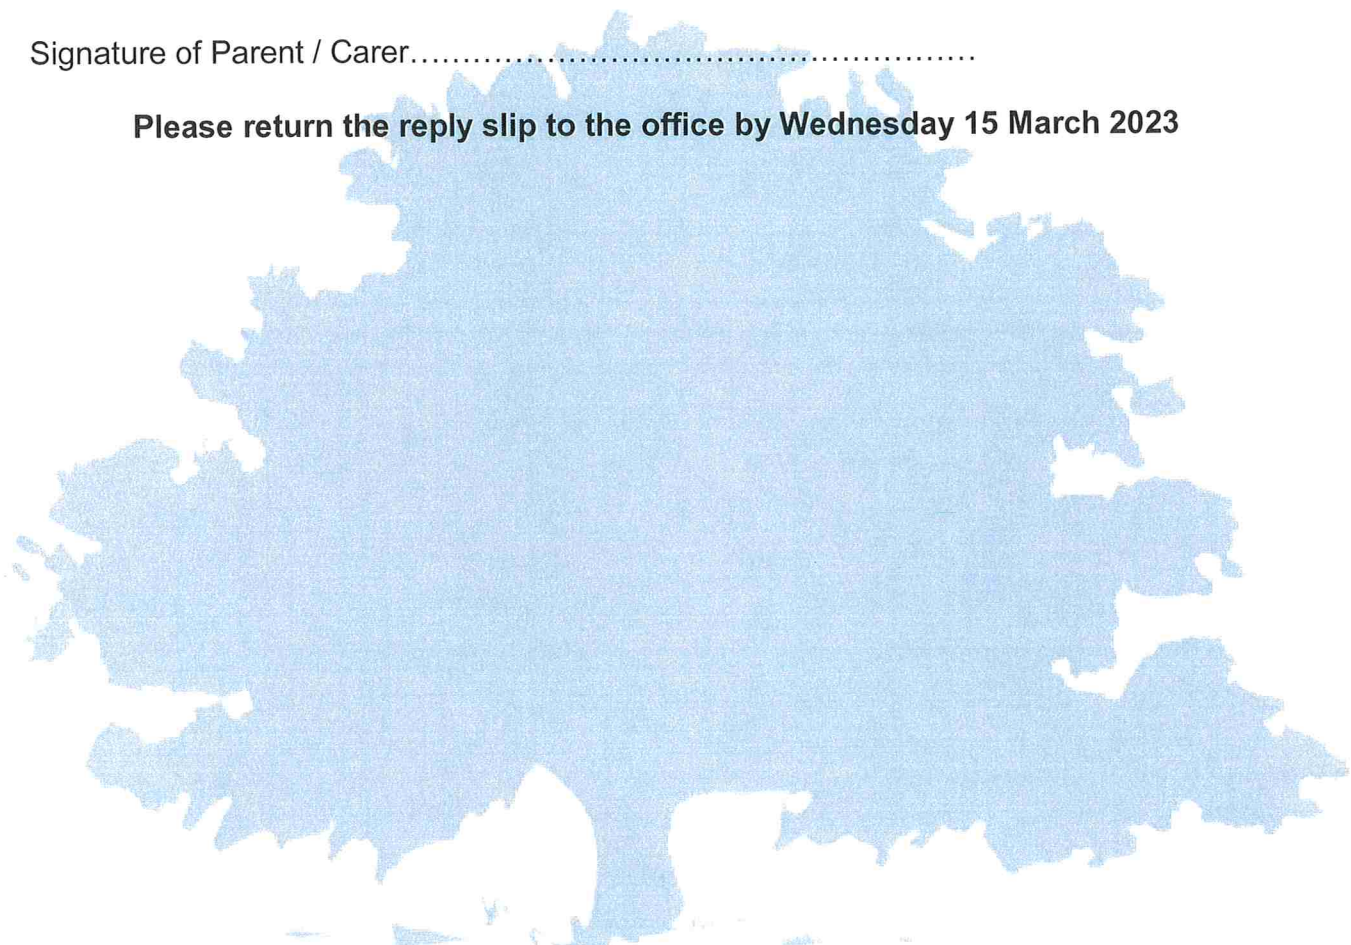 Signature of Parent / Carer......................................................
Please return the reply slip to the office by Wednesday 15 March 2023